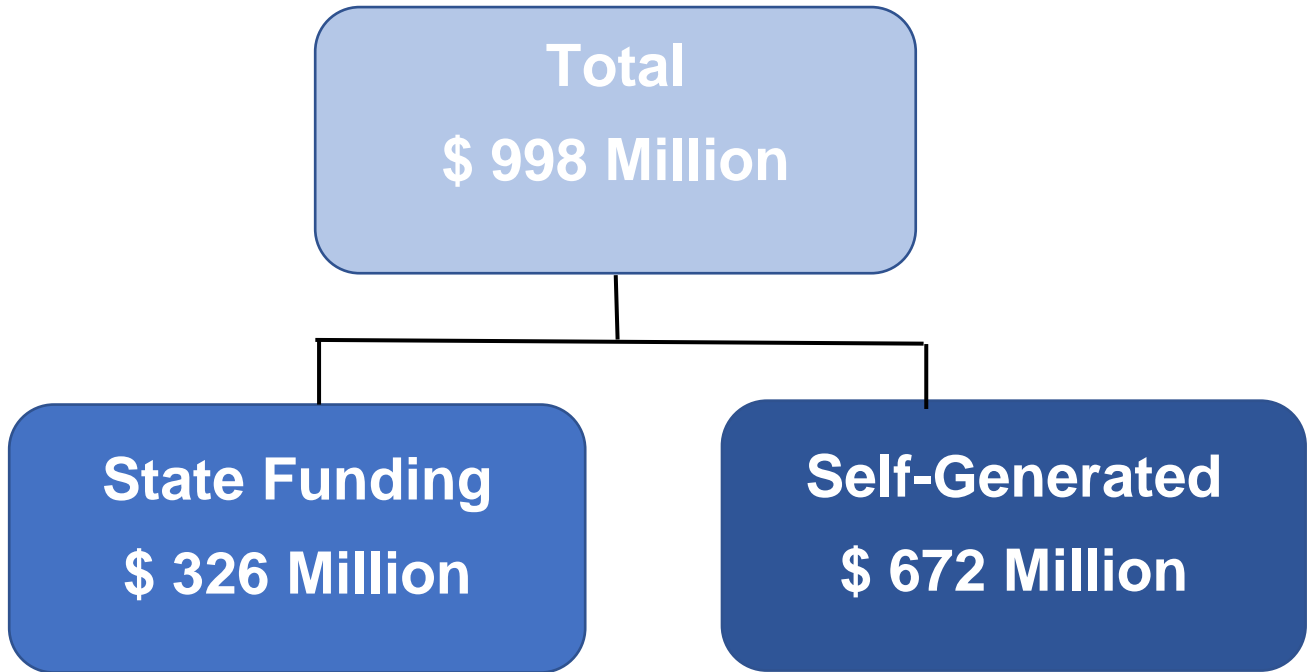 Total
$ 998 Million
State Funding
$ 326 Million
Self-Generated
$ 672 Million